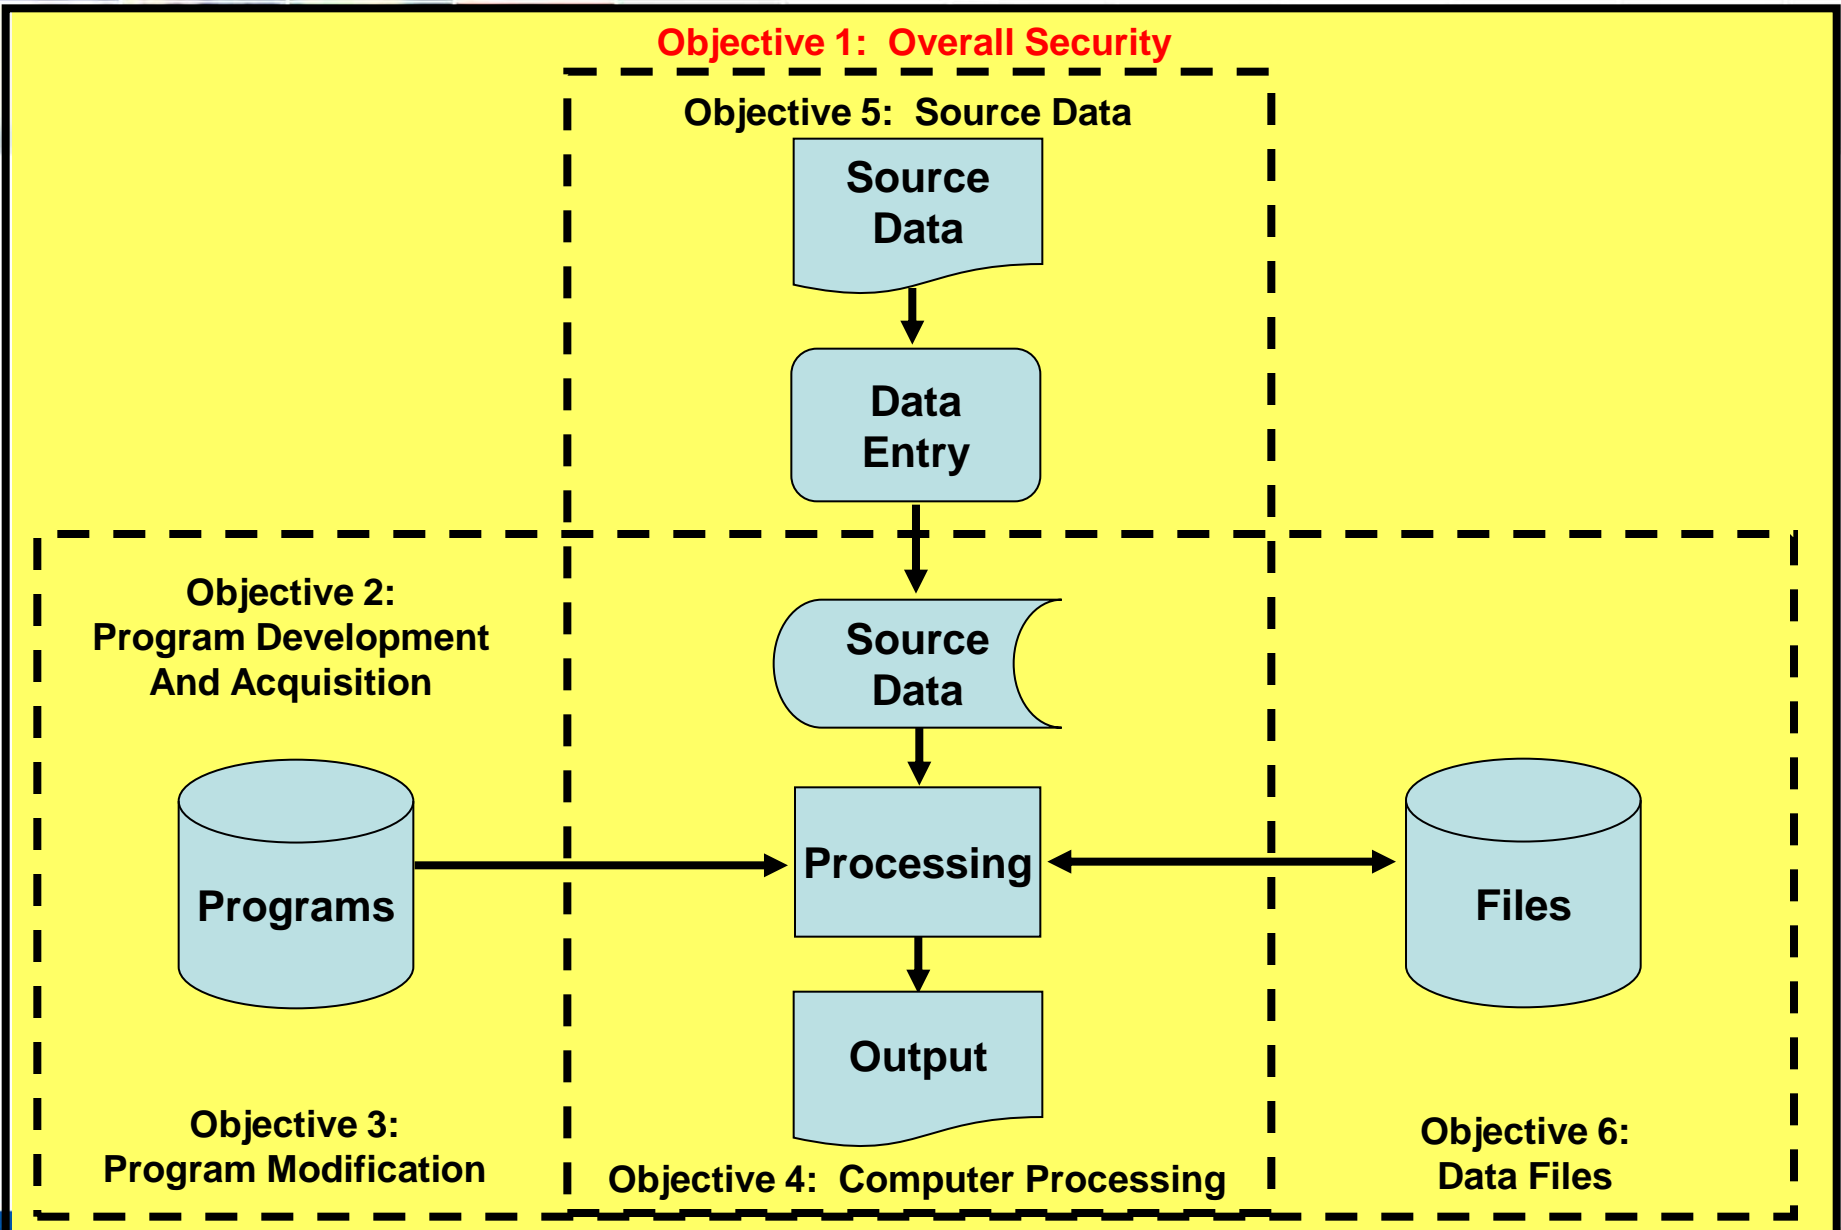 Objective 1: Overall Security
Objective 5: Source Data
Source
Data
Data
Entry
Objective 2:
Program Development
And Acquisition
Source
Data
Programs
Processing
Files
Output
Objective 3:
Program Modification
Objective 4: Computer Processing
Objective 6:
Data Files